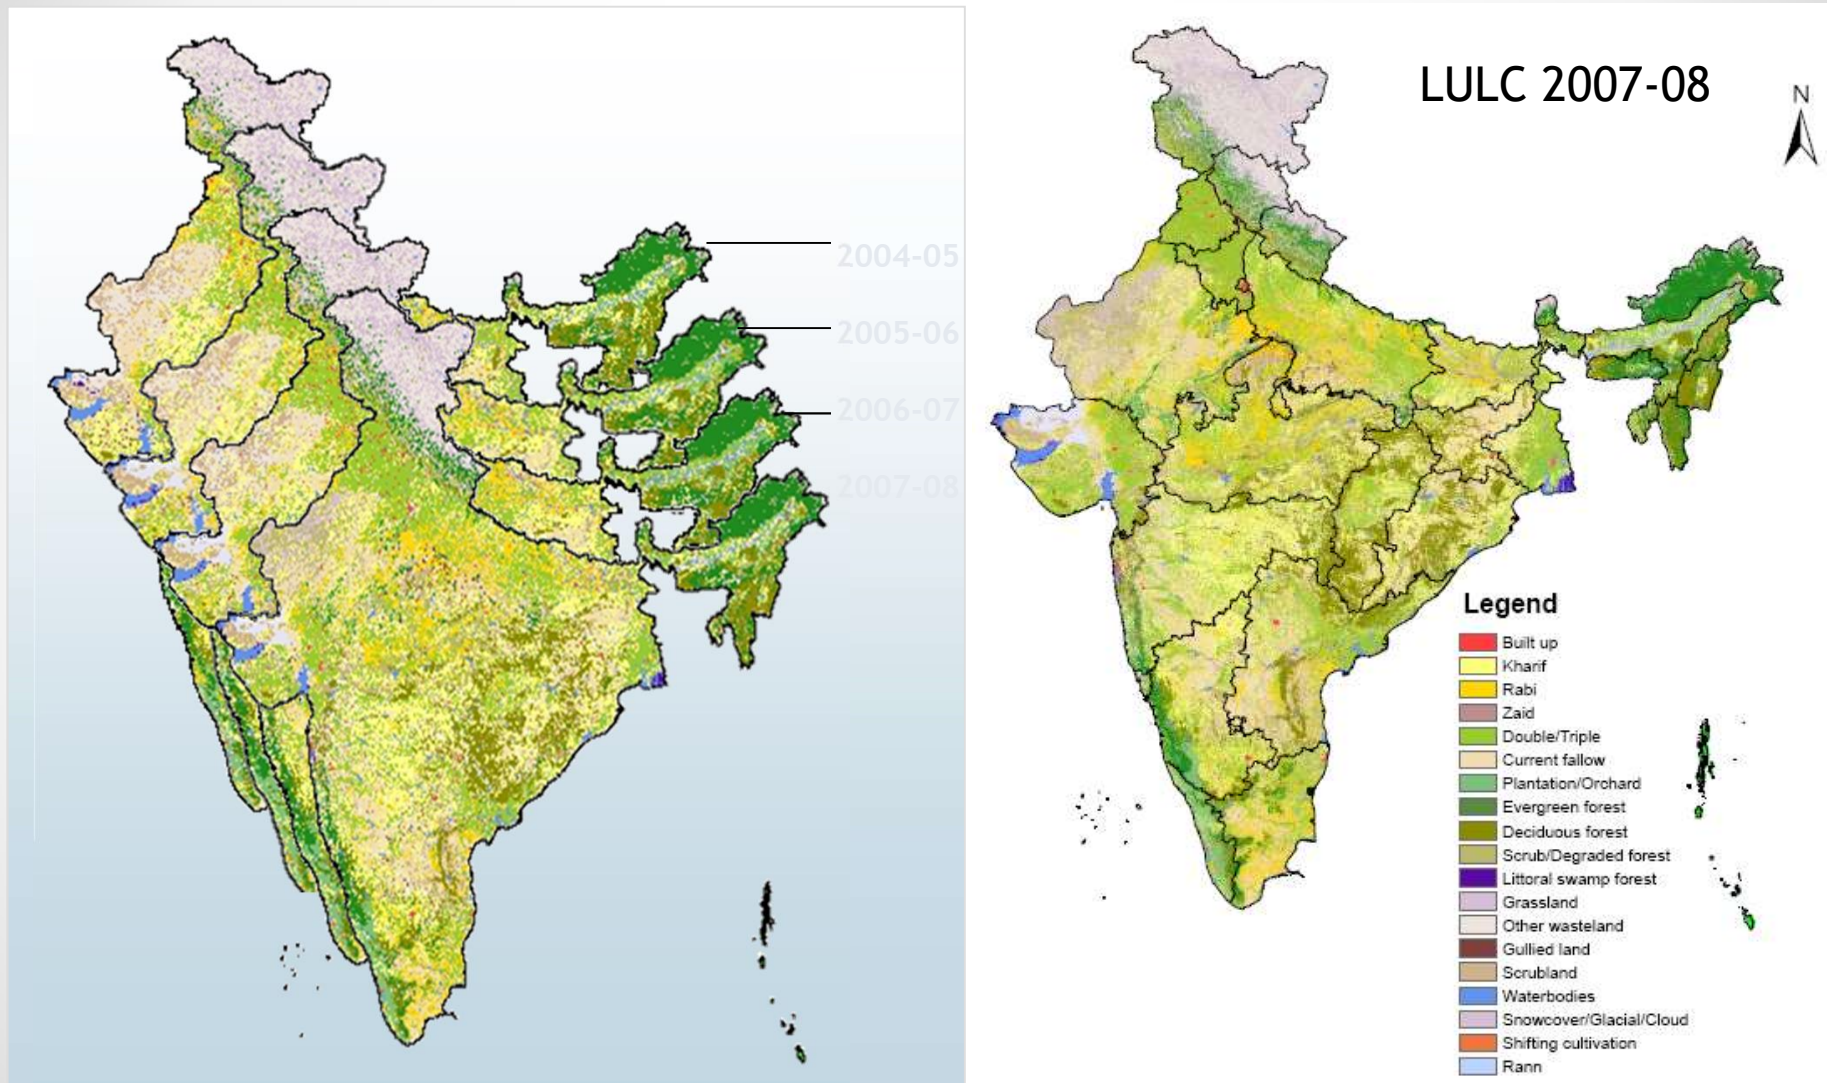 2004-05
2005-06
2006-07
2007-08
LULC 2007-08
N
Legend
Built up
Kharif
Rabi
Zaid
Double/Triple
Current fallow
Plantation/Orchard
Evergreen forest
Deciduous forest
Scrub/Degraded forest
Littoral swamp forest
Grassland
Other wasteland
Gullied land
Scrubland
Waterbodies
Snowcover/Glacial/Cloud
Shifting cultivation
Rann